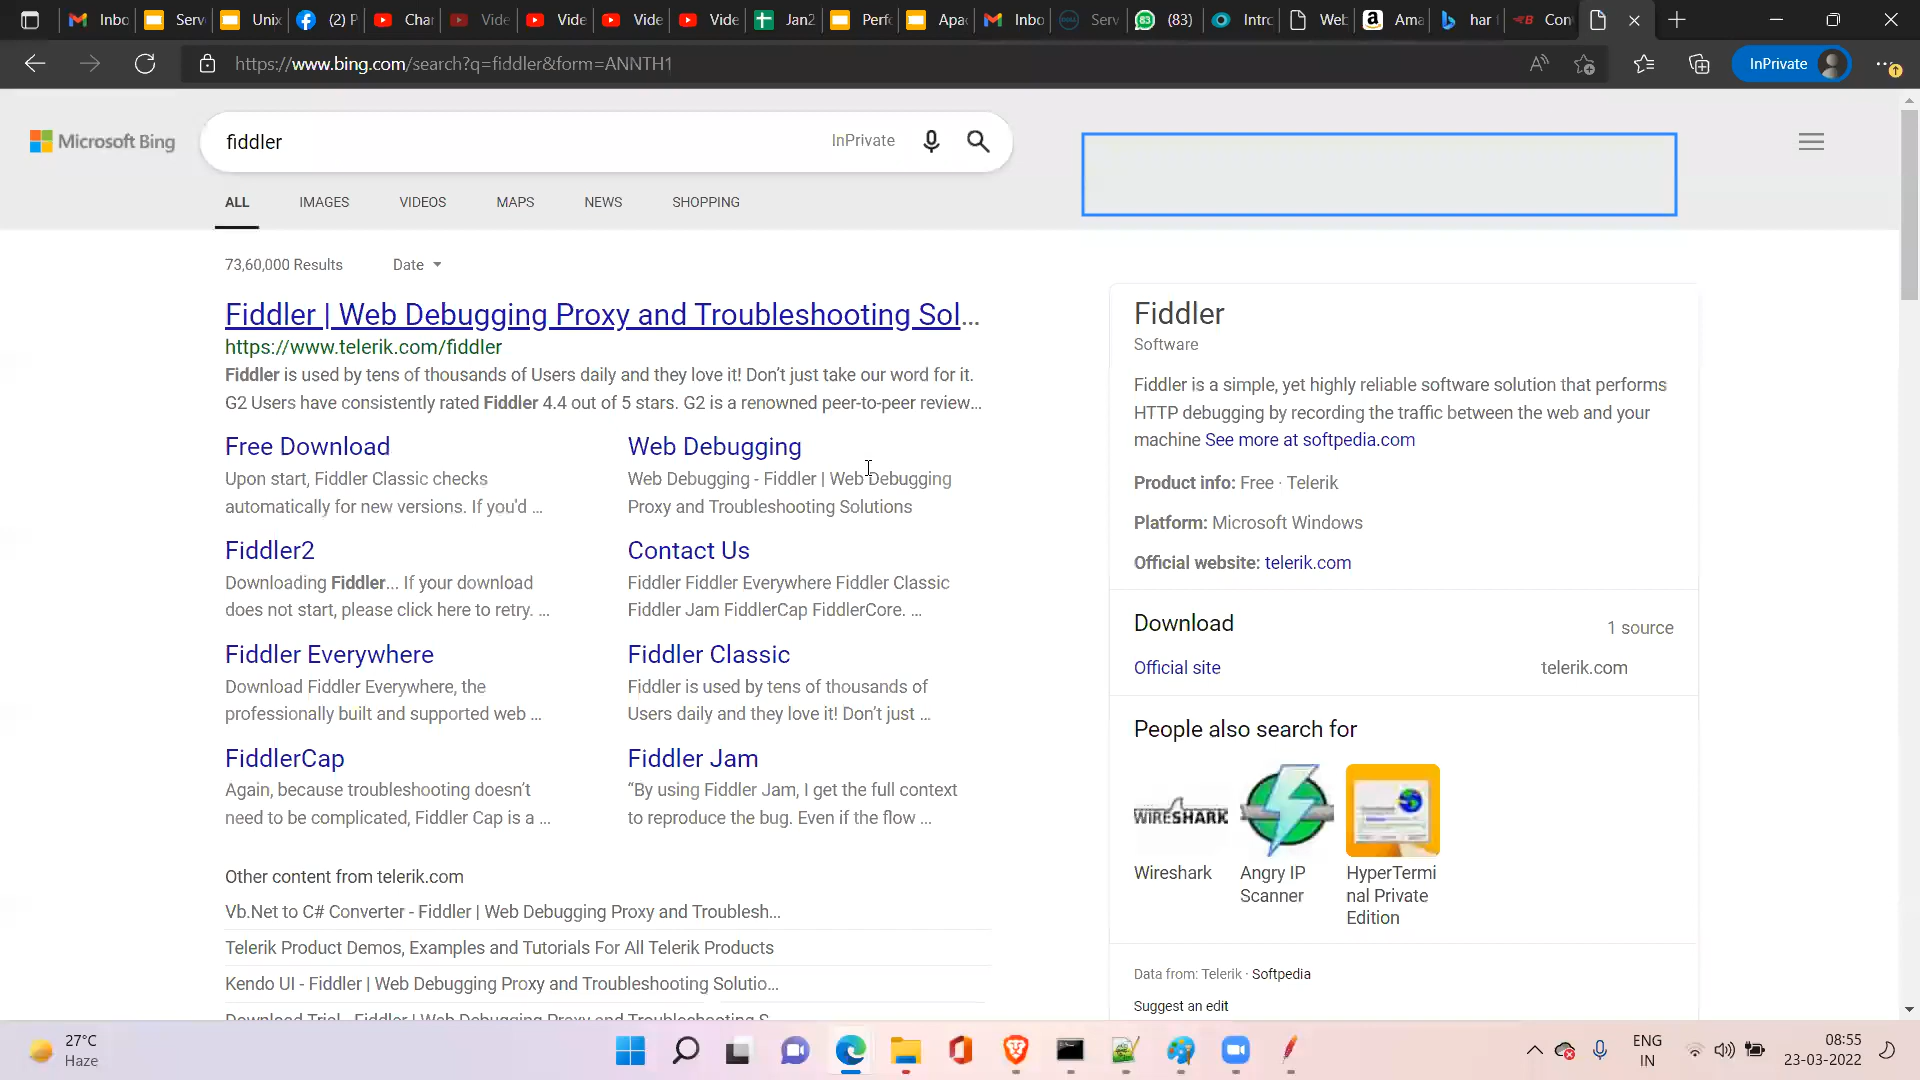 Inbo
Serv
Unix
(2) F
Char
Vide
Vide
Vide
Vide
Jan2
Perfo
Apac
Inbo
Serv
(83)
Intro
Web
Ama
har
Con
https://www.bing.com/search?q=fiddler&form=ANNTH1
InPrivate
Microsoft Bing
fiddler
InPrivate
ALL
IMAGES
VIDEOS
MAPS
NEWS
SHOPPING
73,60,000 Results
Date
Fiddler | Web Debugging Proxy and Troubleshooting Sol...
https://www.telerik.com/fiddler
Fiddler is used by tens of thousands of Users daily and they love it! Don’t just take our word for it.
G2 Users have consistently rated Fiddler 4.4 out of 5 stars. G2 is a renowned peer-to-peer review...
Free Download
Upon start, Fiddler Classic checks
automatically for new versions. If you'd ...
Web Debugging
Web Debugging - Fiddler | Web Debugging
Proxy and Troubleshooting Solutions
Fiddler2
Downloading Fiddler... If your download
does not start, please click here to retry. ...
Contact Us
Fiddler Fiddler Everywhere Fiddler Classic
Fiddler Jam FiddlerCap FiddlerCore. ...
Fiddler Everywhere
Download Fiddler Everywhere, the
professionally built and supported web ...
Fiddler Classic
Fiddler is used by tens of thousands of
Users daily and they love it! Don’t just ...
FiddlerCap
Again, because troubleshooting doesn’t
need to be complicated, Fiddler Cap is a ...
Fiddler Jam
“By using Fiddler Jam, I get the full context
to reproduce the bug. Even if the flow ...
Other content from telerik.com
Vb.Net to C# Converter - Fiddler | Web Debugging Proxy and Troublesh...
Telerik Product Demos, Examples and Tutorials For All Telerik Products
Kendo UI - Fiddler | Web Debugging Proxy and Troubleshooting Solutio...
Download Trial - Fiddler | Web Debugging Proxy and Troubleshooting S
Fiddler
Software
Fiddler is a simple, yet highly reliable software solution that performs
HTTP debugging by recording the traffic between the web and your
machine See more at softpedia.com
Product info: Free · Telerik
Platform: Microsoft Windows
Official website: telerik.com
Download
1 source
Official site
telerik.com
People also search for
WIRESHARK
Wireshark
Angry IP
Scanner
HyperTermi
nal Private
Edition
Data from: Telerik · Softpedia
Suggest an edit
27°C
Haze
ENG
IN
08:55
23-03-2022